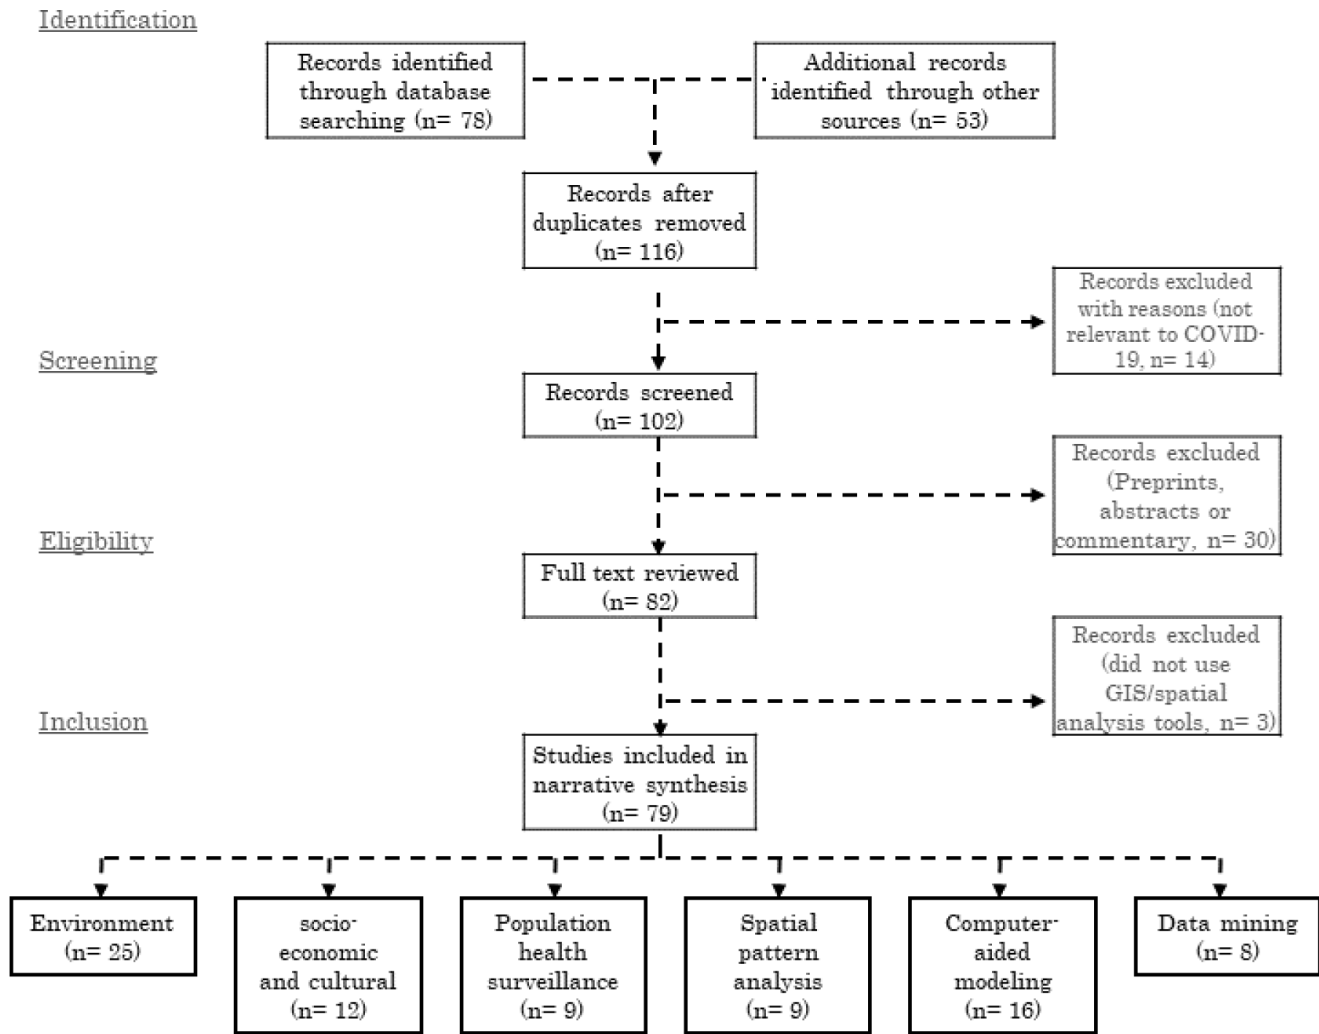 Identification
Records identified
through database
searching (n= 78)
Additional records
identified through other
sources (n= 53)
Records after
duplicates removed
(n= 116)
Records excluded
with reasons (not
relevant to COVID-
19, n= 14)
Screening
Records screened
(n= 102)
Records excluded
(Preprints,
abstracts or
commentary, n= 30)
Eligibility
Full text reviewed
(n= 82)
Records excluded
(did not use
GIS/spatial
analysis tools, n= 3)
Inclusion
Studies included in
narrative synthesis
(n= 79)
Environment
(n= 25)
socio-
economic
and cultural
(n= 12)
Population
health
surveillance
(n= 9)
Spatial
pattern
analysis
(n= 9)
Computer-
aided
modeling
(n= 16)
Data mining
(n= 8)